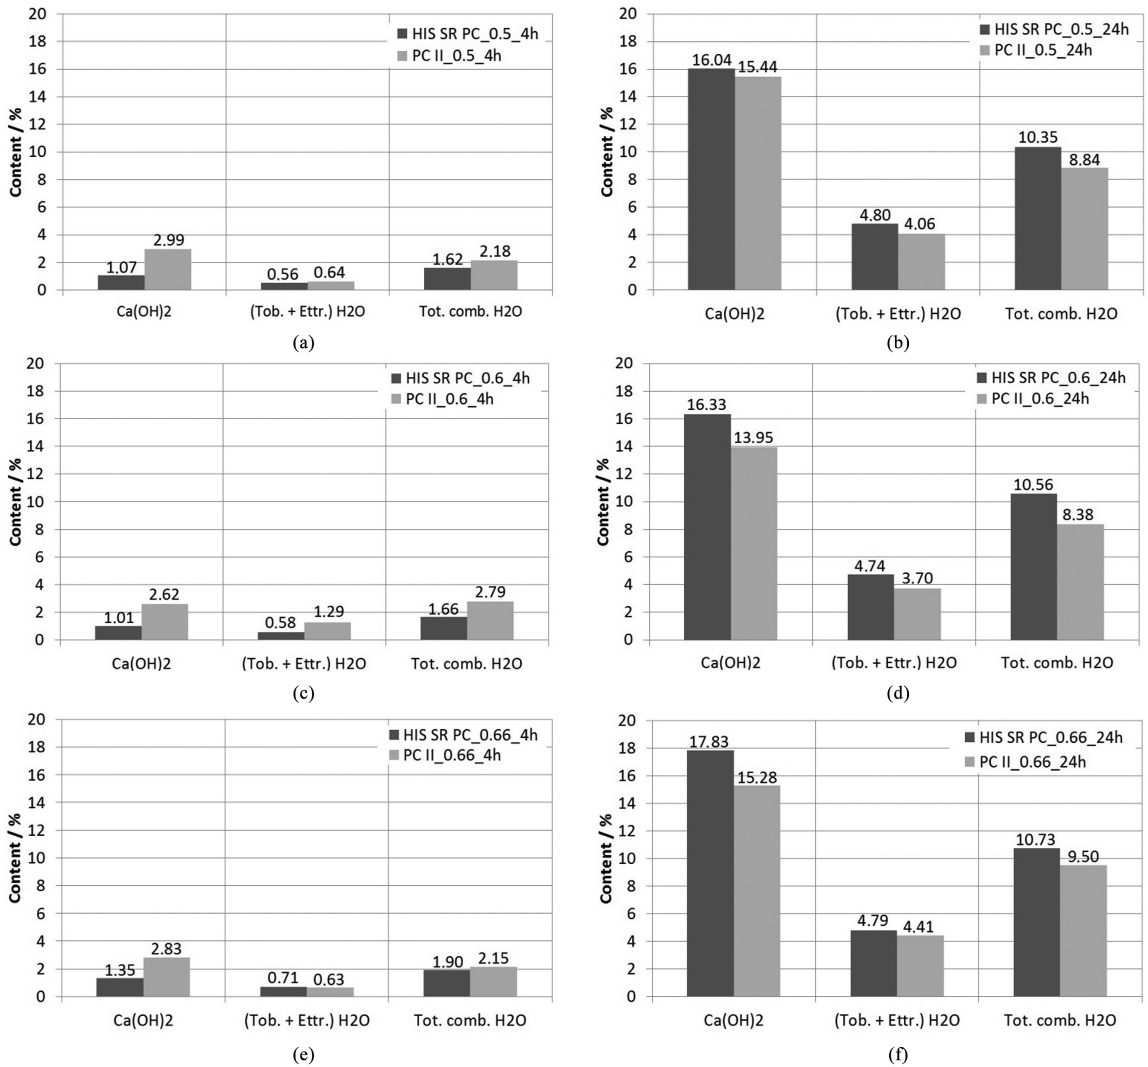 20
18
16
14
12
10
8
6
4
2
0
Content / %
HIS SR PC_0.5_4h
PC II_0.5_4h
1.07
2.99
0.56
0.64
1.62
2.18
Ca(OH)2
(Tob. + Ettr.) H2O
Tot. comb. H2O
(a)
20
18
16
14
12
10
8
6
4
2
0
Content / %
HIS SR PC_0.5_24h
PC II_0.5_24h
16.04
15.44
4.80
4.06
10.35
8.84
Ca(OH)2
(Tob. + Ettr.) H2O
Tot. comb. H2O
(b)
20
18
16
14
12
10
8
6
4
2
0
Content / %
HIS SR PC_0.6_4h
PC II_0.6_4h
1.01
2.62
0.58
1.29
1.66
2.79
Ca(OH)2
(Tob. + Ettr.) H2O
Tot. comb. H2O
(c)
20
18
16
14
12
10
8
6
4
2
0
Content / %
HIS SR PC_0.6_24h
PC II_0.6_24h
16.33
13.95
4.74
3.70
10.56
8.38
Ca(OH)2
(Tob. + Ettr.) H2O
Tot. comb. H2O
(d)
20
18
16
14
12
10
8
6
4
2
0
Content / %
HIS SR PC_0.66_4h
PC II_0.66_4h
1.35
2.83
0.71
0.63
1.90
2.15
Ca(OH)2
(Tob. + Ettr.) H2O
Tot. comb. H2O
(e)
20
18
16
14
12
10
8
6
4
2
0
Content / %
HIS SR PC_0.66_24h
PC II_0.66_24h
17.83
15.28
4.79
4.41
10.73
9.50
Ca(OH)2
(Tob. + Ettr.) H2O
Tot. comb. H2O
(f)